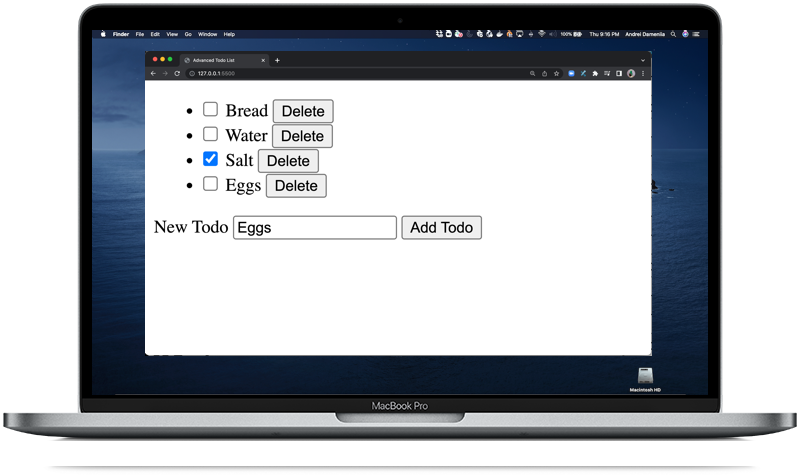 Finder File Edit View Go Window Help 100% Thu 9:16 PM Andrei Dameniia
Advanced Todo List
127.0.0.1:5500
Bread Delete
Water Delete
Salt Delete
Eggs Delete
New Todo Eggs Add Todo
Macintosh HD
MacBook Pro